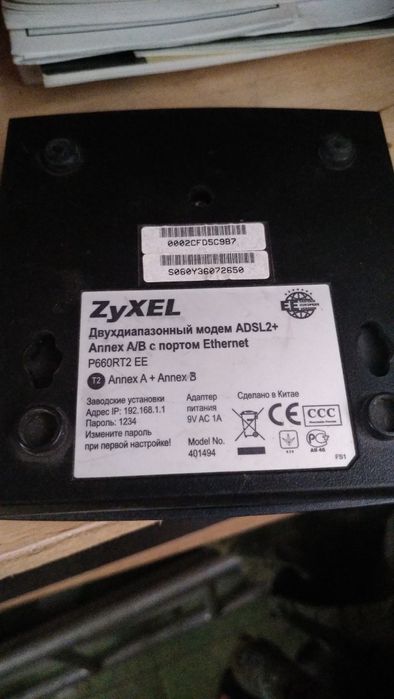 0002CFD5C9B7
S060Y36072650
ZyXEL
Двухдиапазонный модем ADSL2+
Annex A/B с портом Ethernet
P660RT2 EE
T2 Annex A + Annex B
Заводские установки
Адрес IP: 192.168.1.1
Пароль: 1234
Измените пароль
при первой настройке!
Адаптер
питания
9V AC 1A
Model No.
401494
Сделано в Китае
CE
ССС
FS1